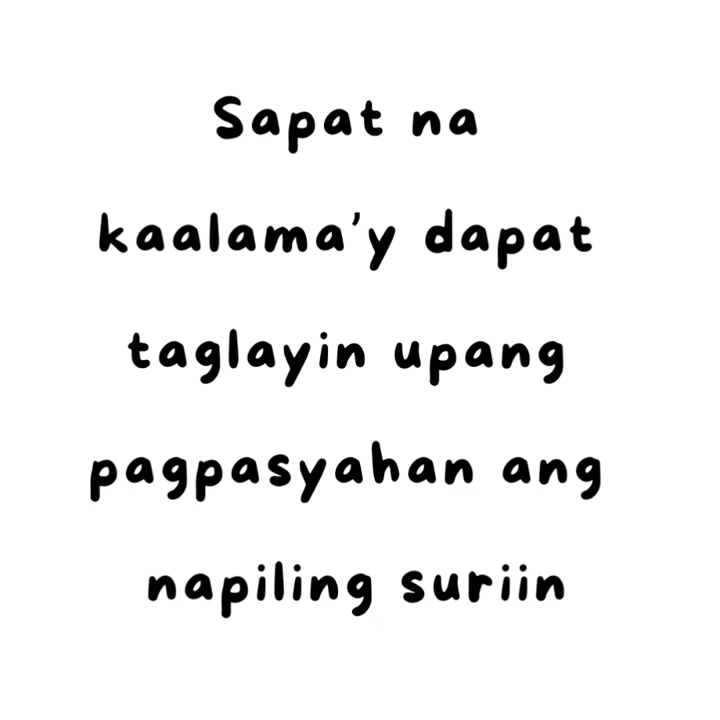 Sapat na
kaalama'y dapat
taglayin upang
pagpasyahan ang
napiling suriin